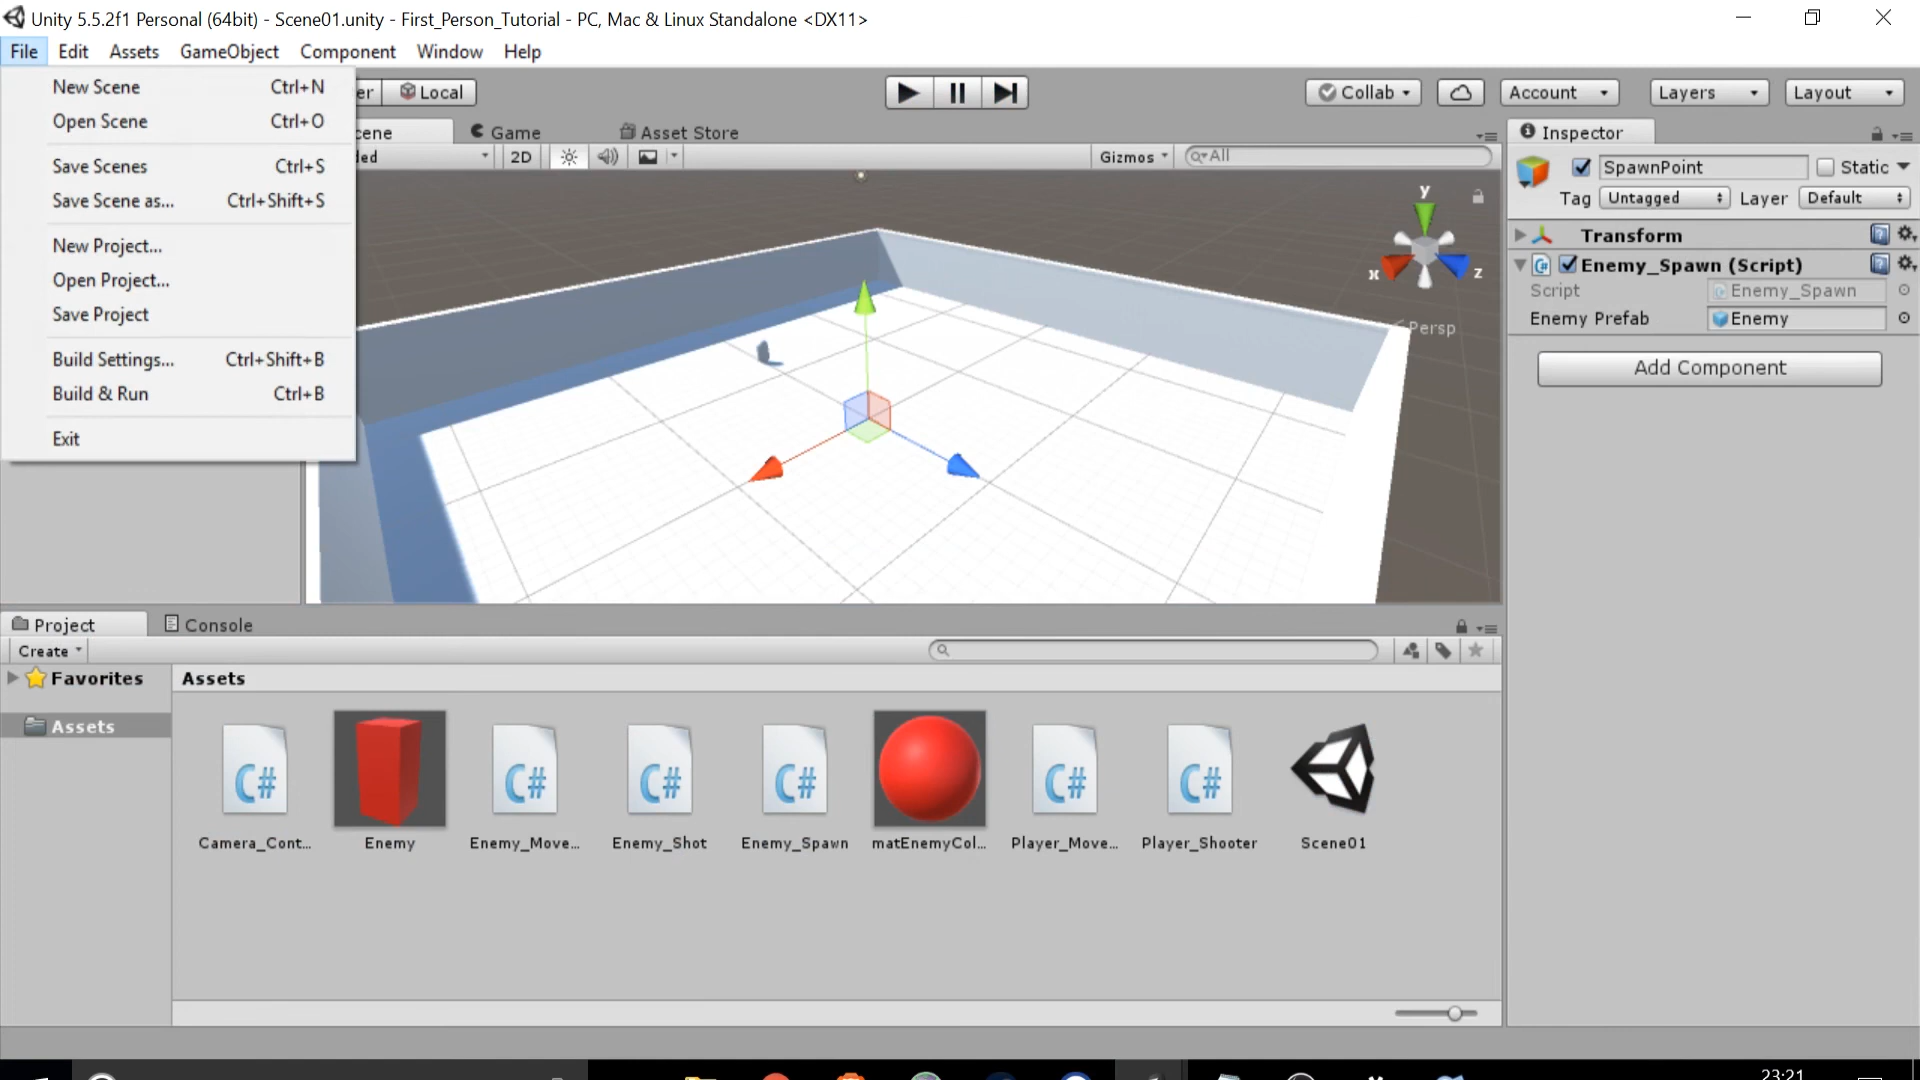 Unity 5.5.2f1 Personal (64bit) - Scene01.unity - First_Person_Tutorial - PC, Mac & Linux Standalone <DX11>
File Edit Assets GameObject Component Window Help
New Scene Ctrl+N
Open Scene Ctrl+O
Save Scenes Ctrl+S
Save Scene as... Ctrl+Shift+S
New Project...
Open Project...
Save Project
Build Settings... Ctrl+Shift+B
Build & Run Ctrl+B
Exit
er Local Collab Account Layers Layout
cene Game Asset Store
ded 2D Gizmos All
y
x
z
Persp
Inspector
SpawnPoint Static
Tag Untagged Layer Default
Transform
Enemy_Spawn (Script)
Script Enemy_Spawn
Enemy Prefab Enemy
Add Component
Project Console
Create
Favorites
Assets
Assets
C# C# C# C# C# C#
Camera_Cont... Enemy Enemy_Move... Enemy_Shot Enemy_Spawn matEnemyCol... Player_Move... Player_Shooter Scene01
23:21